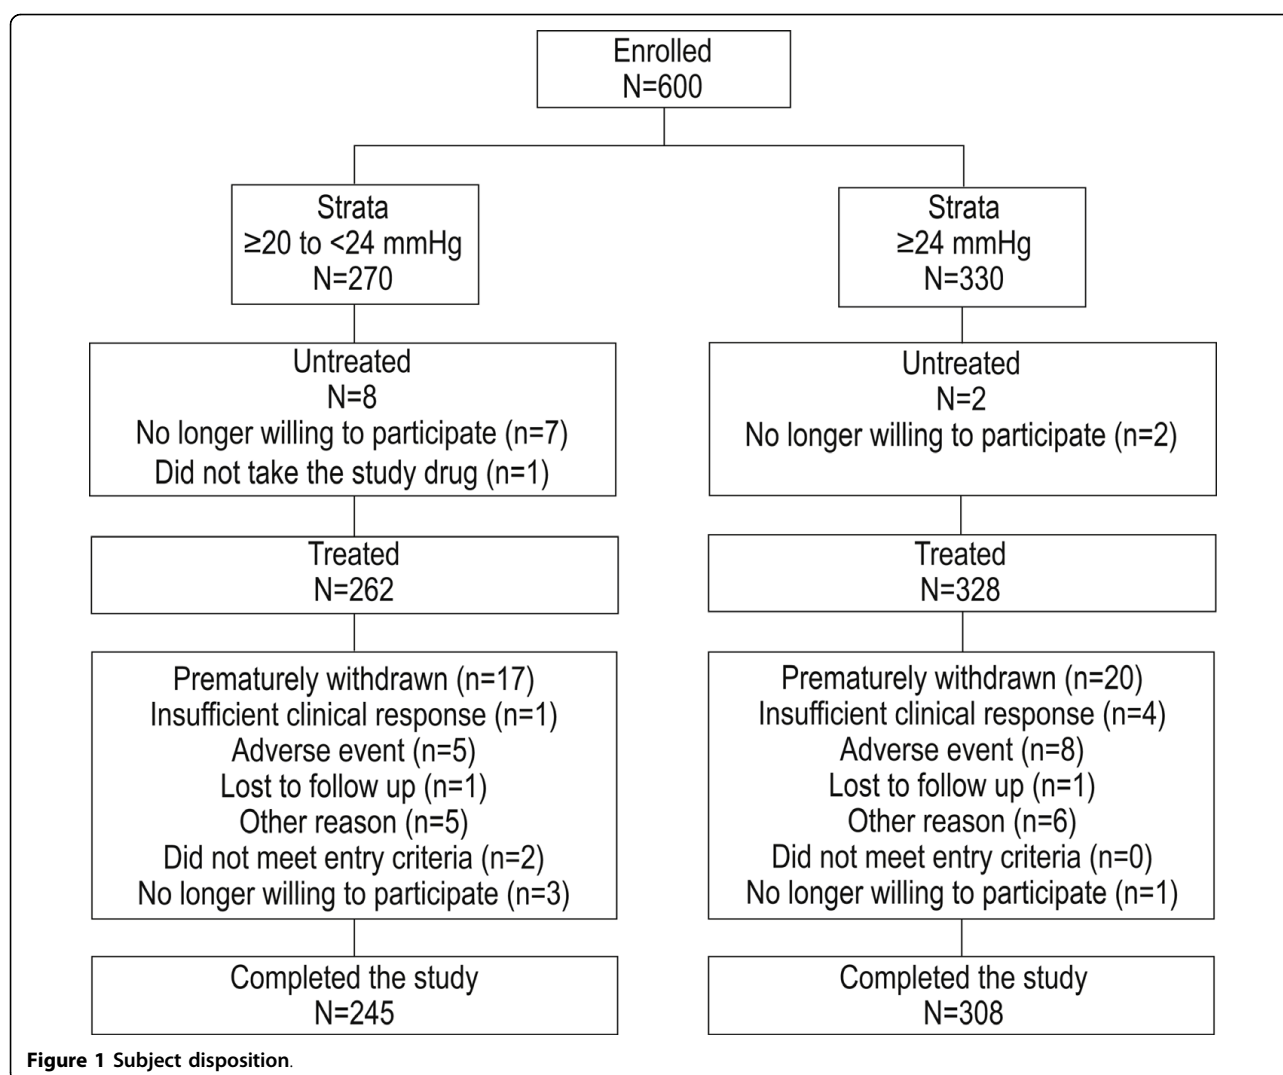 Enrolled
N=600
Strata
≥20 to <24 mmHg
N=270
Strata
≥24 mmHg
N=330
Untreated
N=8
No longer willing to participate (n=7)
Did not take the study drug (n=1)
Untreated
N=2
No longer willing to participate (n=2)
Treated
N=262
Treated
N=328
Prematurely withdrawn (n=17)
Insufficient clinical response (n=1)
Adverse event (n=5)
Lost to follow up (n=1)
Other reason (n=5)
Did not meet entry criteria (n=2)
No longer willing to participate (n=3)
Prematurely withdrawn (n=20)
Insufficient clinical response (n=4)
Adverse event (n=8)
Lost to follow up (n=1)
Other reason (n=6)
Did not meet entry criteria (n=0)
No longer willing to participate (n=1)
Completed the study
N=245
Completed the study
N=308
Figure 1 Subject disposition.